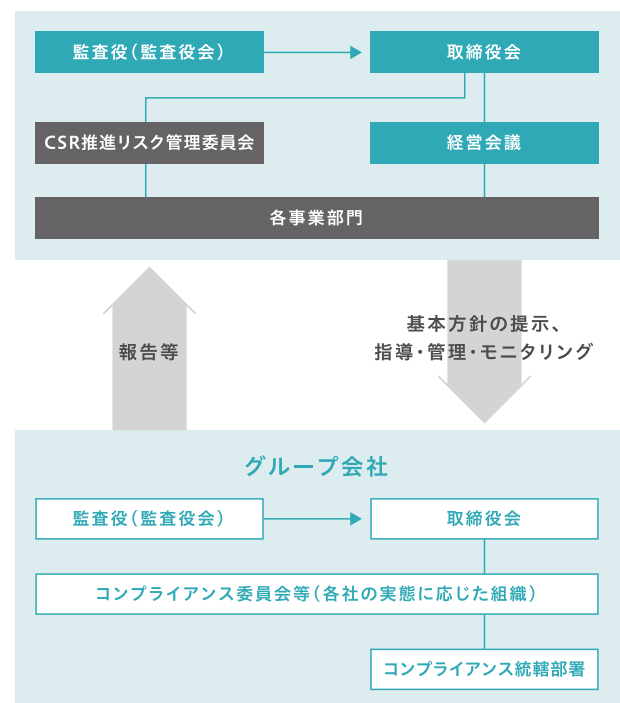 監査役（監査役会）
取締役会
CSR推進リスク管理委員会
経営会議
各事業部門
報告等
基本方針の提示、
指導・管理・モニタリング
グループ会社
監査役（監査役会）
取締役会
コンプライアンス委員会等（各社の実態に応じた組織）
コンプライアンス統轄部署